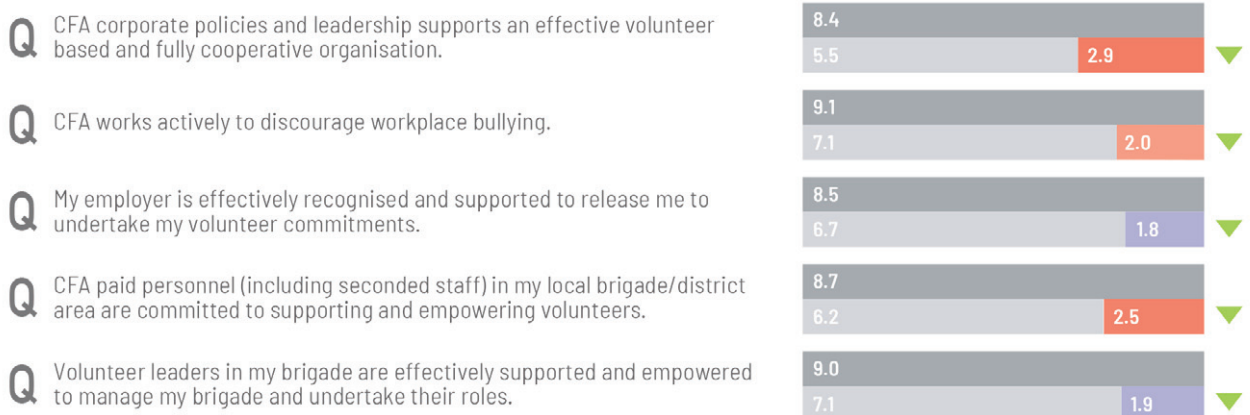 Q
CFA corporate policies and leadership supports an effective volunteer
based and fully cooperative organisation.
8.4
5.5
2.9
Q
CFA works actively to discourage workplace bullying.
9.1
7.1
2.0
Q
My employer is effectively recognised and supported to release me to
undertake my volunteer commitments.
8.5
6.7
1.8
Q
CFA paid personnel (including seconded staff) in my local brigade/district
area are committed to supporting and empowering volunteers.
8.7
6.2
2.5
Q
Volunteer leaders in my brigade are effectively supported and empowered
to manage my brigade and undertake their roles.
9.0
7.1
1.9